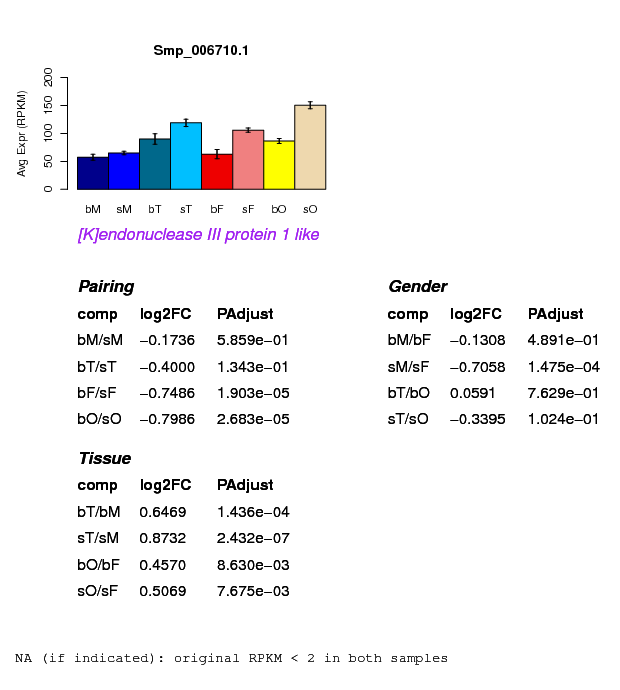 Smp_006710.1
Avg Expr (RPKM)
0 50 100 150 200
bM sM bT sT bF sF bO sO
[K]endonuclease III protein 1 like
Pairing
comp log2FC PAdjust
bM/sM −0.1736 5.859e−01
bT/sT −0.4000 1.343e−01
bF/sF −0.7486 1.903e−05
bO/sO −0.7986 2.683e−05
Gender
comp log2FC PAdjust
bM/bF −0.1308 4.891e−01
sM/sF −0.7058 1.475e−04
bT/bO 0.0591 7.629e−01
sT/sO −0.3395 1.024e−01
Tissue
comp log2FC PAdjust
bT/bM 0.6469 1.436e−04
sT/sM 0.8732 2.432e−07
bO/bF 0.4570 8.630e−03
sO/sF 0.5069 7.675e−03
NA (if indicated): original RPKM < 2 in both samples